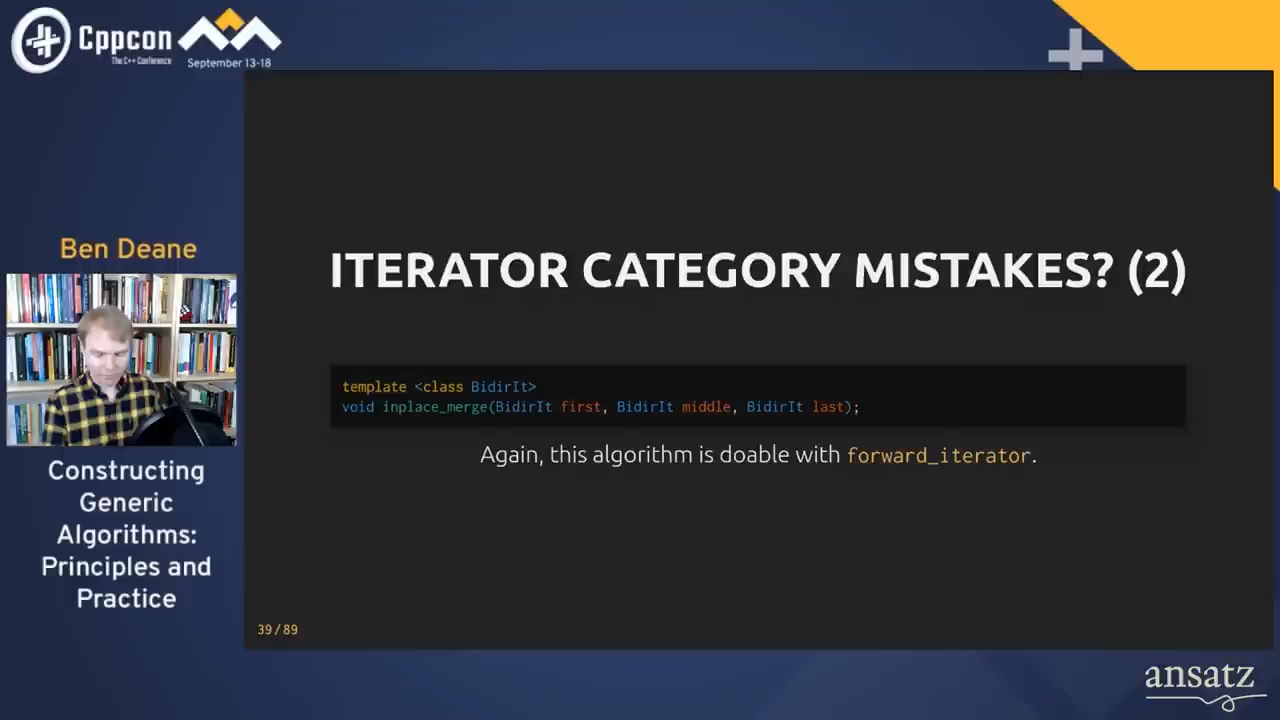 Cppcon
The C++ Conference
September 13-18
Ben Deane
Constructing
Generic
Algorithms:
Principles and
Practice
ITERATOR CATEGORY MISTAKES? (2)
template <class BidirIt>
void inplace_merge(BidirIt first, BidirIt middle, BidirIt last);
Again, this algorithm is doable with forward_iterator.
39/89
ansatz